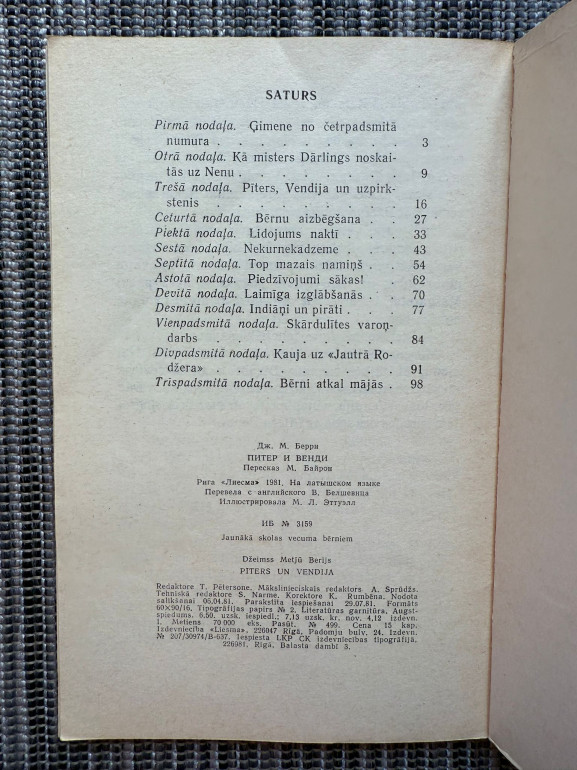 SATURS
Pirmā nodaļa. Ģimene no četrpadsmitā
numura . . . . . . . . . 3
Otrā nodaļa. Kā misters Dārlings noskai-
tās uz Nenu . . . . . . . . 9
Trešā nodaļa. Piters, Vendija un uzpirk-
stenis . . . . . . . . 16
Ceturtā nodaļa. Bērnu aizbēgšana . . 27
Piektā nodaļa. Lidojums naktī . . . 33
Sestā nodaļa. Nekurnekadzeme . . . 43
Septītā nodaļa. Top mazais namiņš . . 54
Astotā nodaļa. Piedzīvojumi sākas! . 62
Devītā nodaļa. Laimīga izglābšanās . . 70
Desmitā nodaļa. Indiāņi un pirāti . . 77
Vienpadsmitā nodaļa. Skārdulītes varoņ-
darbs . . . . . . . . 84
Divpadsmitā nodaļa. Kauja uz «Jautrā Ro-
džera» . . . . . . . . 91
Trispadsmitā nodaļa. Bērni atkal mājās . 98
Дж. М. Берри
ПИТЕР И ВЕНДИ
Пересказ М. Байрон
Рига «Лиесма» 1981, На латышском языке
Перевела с английского В. Белшевица
Иллюстрировала М. Л. Эттуэлл
ИБ № 3159
Jaunākā skolas vecuma bērniem
Džeimss Metjū Berijs
PITERS UN VENDIJA
Redaktore T. Pētersone. Mākslinieciskais redaktors A. Sprūdžs.
Tehniskā redaktore S. Narme. Korektore K. Rumbēna. Nodota
salikšanai 06.04.81. Parakstīta iespiešanai 29.07.81. Formāts
60×90/16, Tipogrāfijas papīrs № 2, Literatūras garnitūra, Augst-
spiedums. 6,50. uzsk. iespiedl.; 7,13 uzsk. kr. nov. 4,12 izdevn.
l. Metiens 70 000 eks. Pasūt. № 499. Cena 15 kap.
Izdevniecība «Liesma», 226047 Rīgā, Padomju bulv. 24. Izdevn.
№ 207/30974/B-637. Iespiesta LKP CK izdevniecības tipogrāfijā,
226981, Rīgā, Balasta dambī 3.